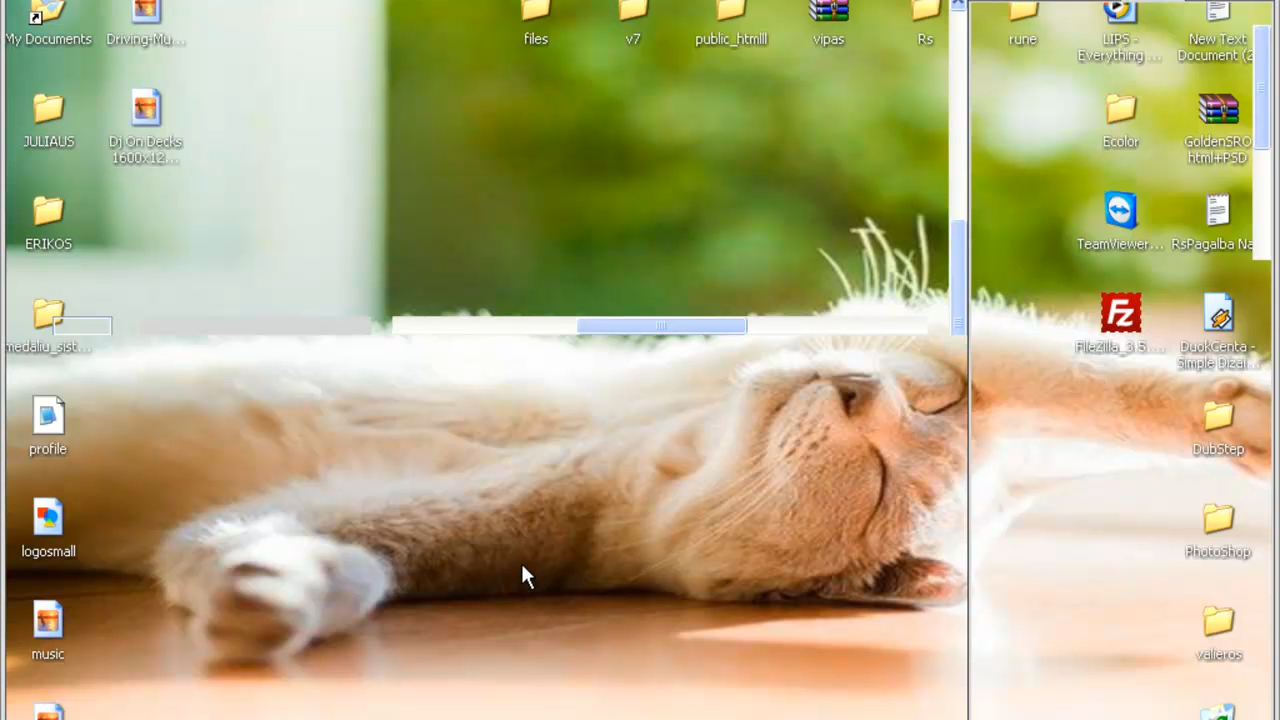 My Documents
Driving-Mu...
files
v7
public_htmlll
vipas
Rs
rune
LIPS -
Everything ...
New Text
Document (2
JULIAUS
Dj On Decks
1600x12...
Ecolor
GoldenSRO
html+PSD
ERIKOS
TeamViewer...
RsPagalba Na
medaliu_sist...
FileZilla_3.5....
DuokCenta -
Simple Dizai...
profile
DubStep
logosmall
PhotoShop
music
valleros